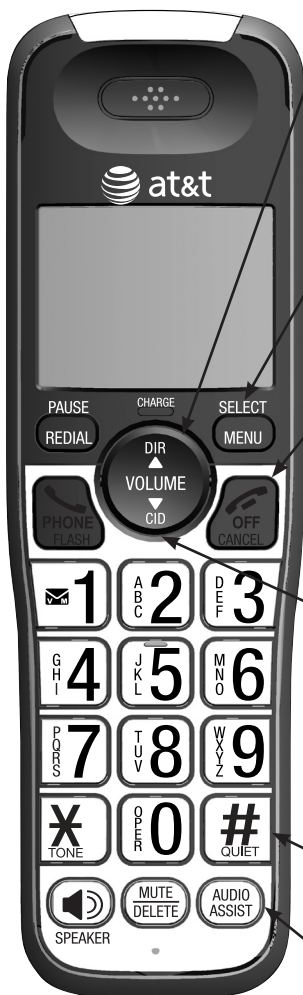 at&t
PAUSE CHARGE SELECT
REDIAL DIR MENU
VOLUME
PHONE CID OFF
FLASH CANCEL
VM 1 ABC 2 DEF 3
GHI 4 JKL 5 MNO 6
PQRS 7 TUV 8 WXYZ 9
TONE OPER 0 #
QUIET
MUTE AUDIO
DELETE ASSIST
SPEAKER